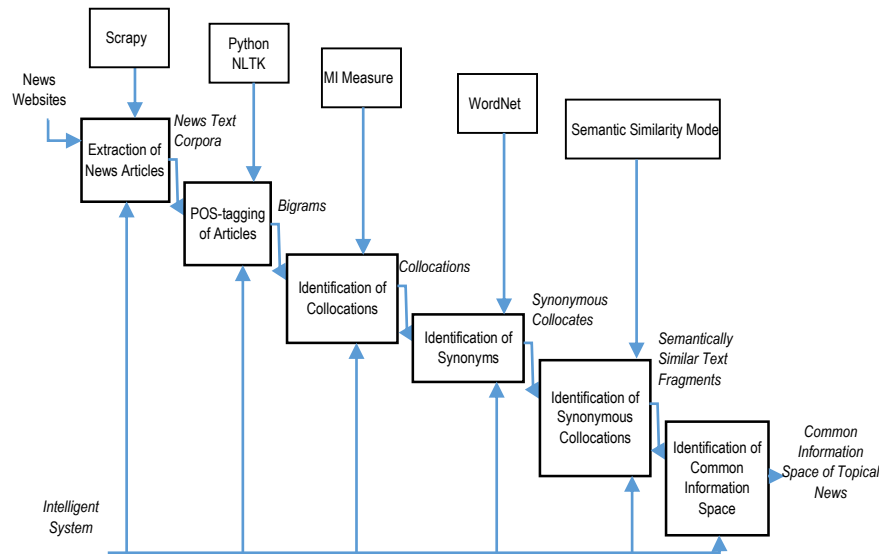 Scrapy
Python
NLTK
MI Measure
WordNet
Semantic Similarity Mode
News
Websites
News Text
Corpora
Extraction of
News Articles
Bigrams
POS-tagging
of Articles
Collocations
Identification of
Collocations
Synonymous
Collocates
Identification of
Synonyms
Semantically
Similar Text
Fragments
Identification of
Synonymous
Collocations
Common
Information
Space of Topical
News
Identification of
Common
Information
Space
Intelligent
System